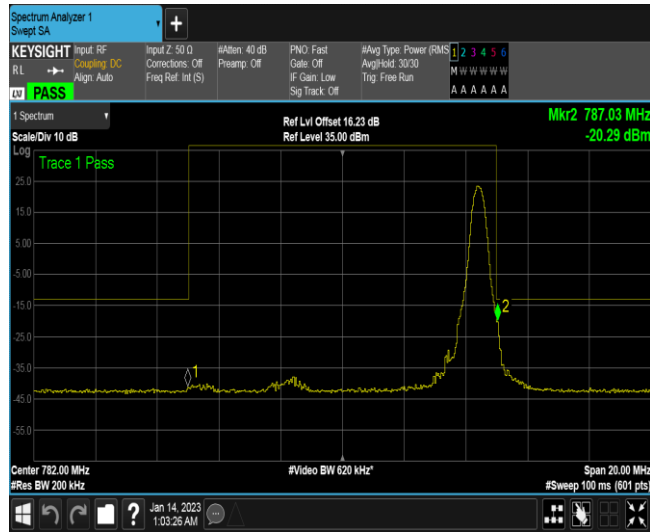 Spectrum Analyzer 1
Swept SA
+
KEYSIGHT
RL
LXI PASS
Input: RF
Coupling: DC
Align: Auto
Input Z: 50 Ω
Corrections: Off
Freq Ref: Int (S)
#Atten: 40 dB
Preamp: Off
PNO: Fast
Gate: Off
IF Gain: Low
Sig Track: Off
#Avg Type: Power (RMS
Avg|Hold: 30/30
Trig: Free Run
1 2 3 4 5 6
M W W W W W
A A A A A A
1 Spectrum
Scale/Div 10 dB
Log
Ref Lvl Offset 16.23 dB
Ref Level 35.00 dBm
Mkr2 787.03 MHz
-20.29 dBm
Trace 1 Pass
25.0
15.0
5.00
-5.00
-15.0
-25.0
-35.0
-45.0
-55.0
1
2
Center 782.00 MHz
#Res BW 200 kHz
#Video BW 620 kHz*
Span 20.00 MHz
#Sweep 100 ms (601 pts)
?
Jan 14, 2023
1:03:26 AM